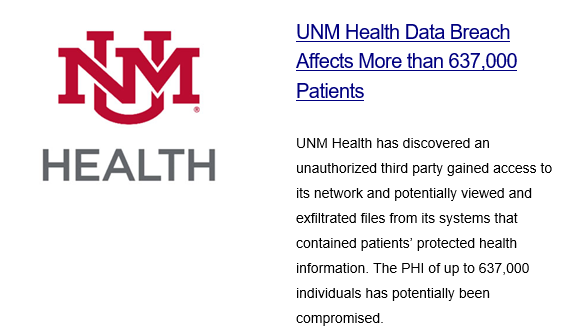 UNM
®
HEALTH
UNM Health Data Breach
Affects More than 637,000
Patients
UNM Health has discovered an
unauthorized third party gained access to
its network and potentially viewed and
exfiltrated files from its systems that
contained patients’ protected health
information. The PHI of up to 637,000
individuals has potentially been
compromised.